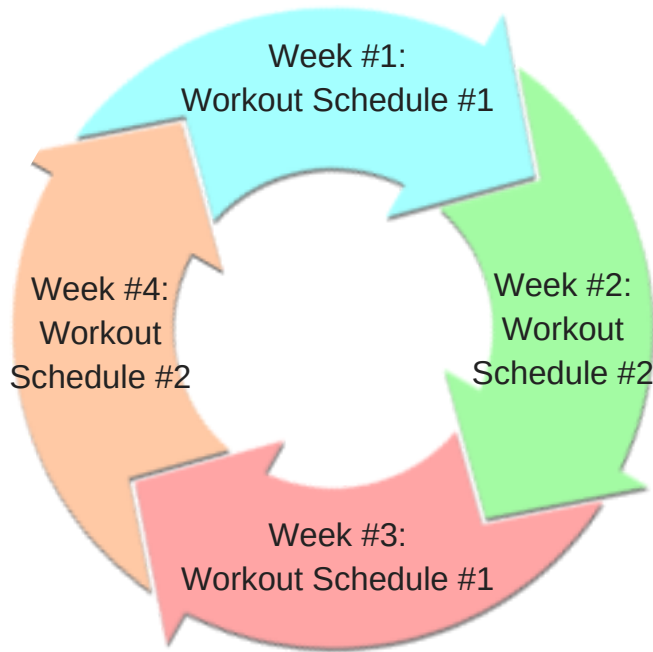 Week #1:
Workout Schedule #1
Week #2:
Workout
Schedule #2
Week #3:
Workout Schedule #1
Week #4:
Workout
Schedule #2